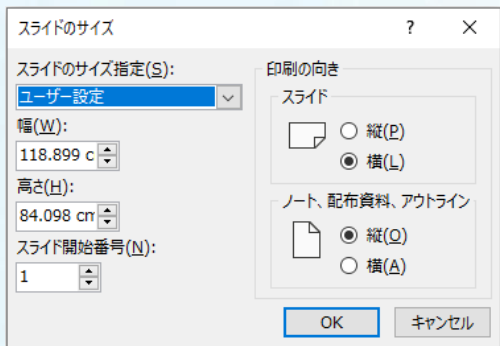 スライドのサイズ
?
スライドのサイズ指定(S):
ユーザー設定
幅(W):
118.899 c
高さ(H):
84.098 cm
スライド開始番号(N):
1
印刷の向き
スライド
縦(P)
横(L)
ノート、配布資料、アウトライン
縦(O)
横(A)
OK
キャンセル